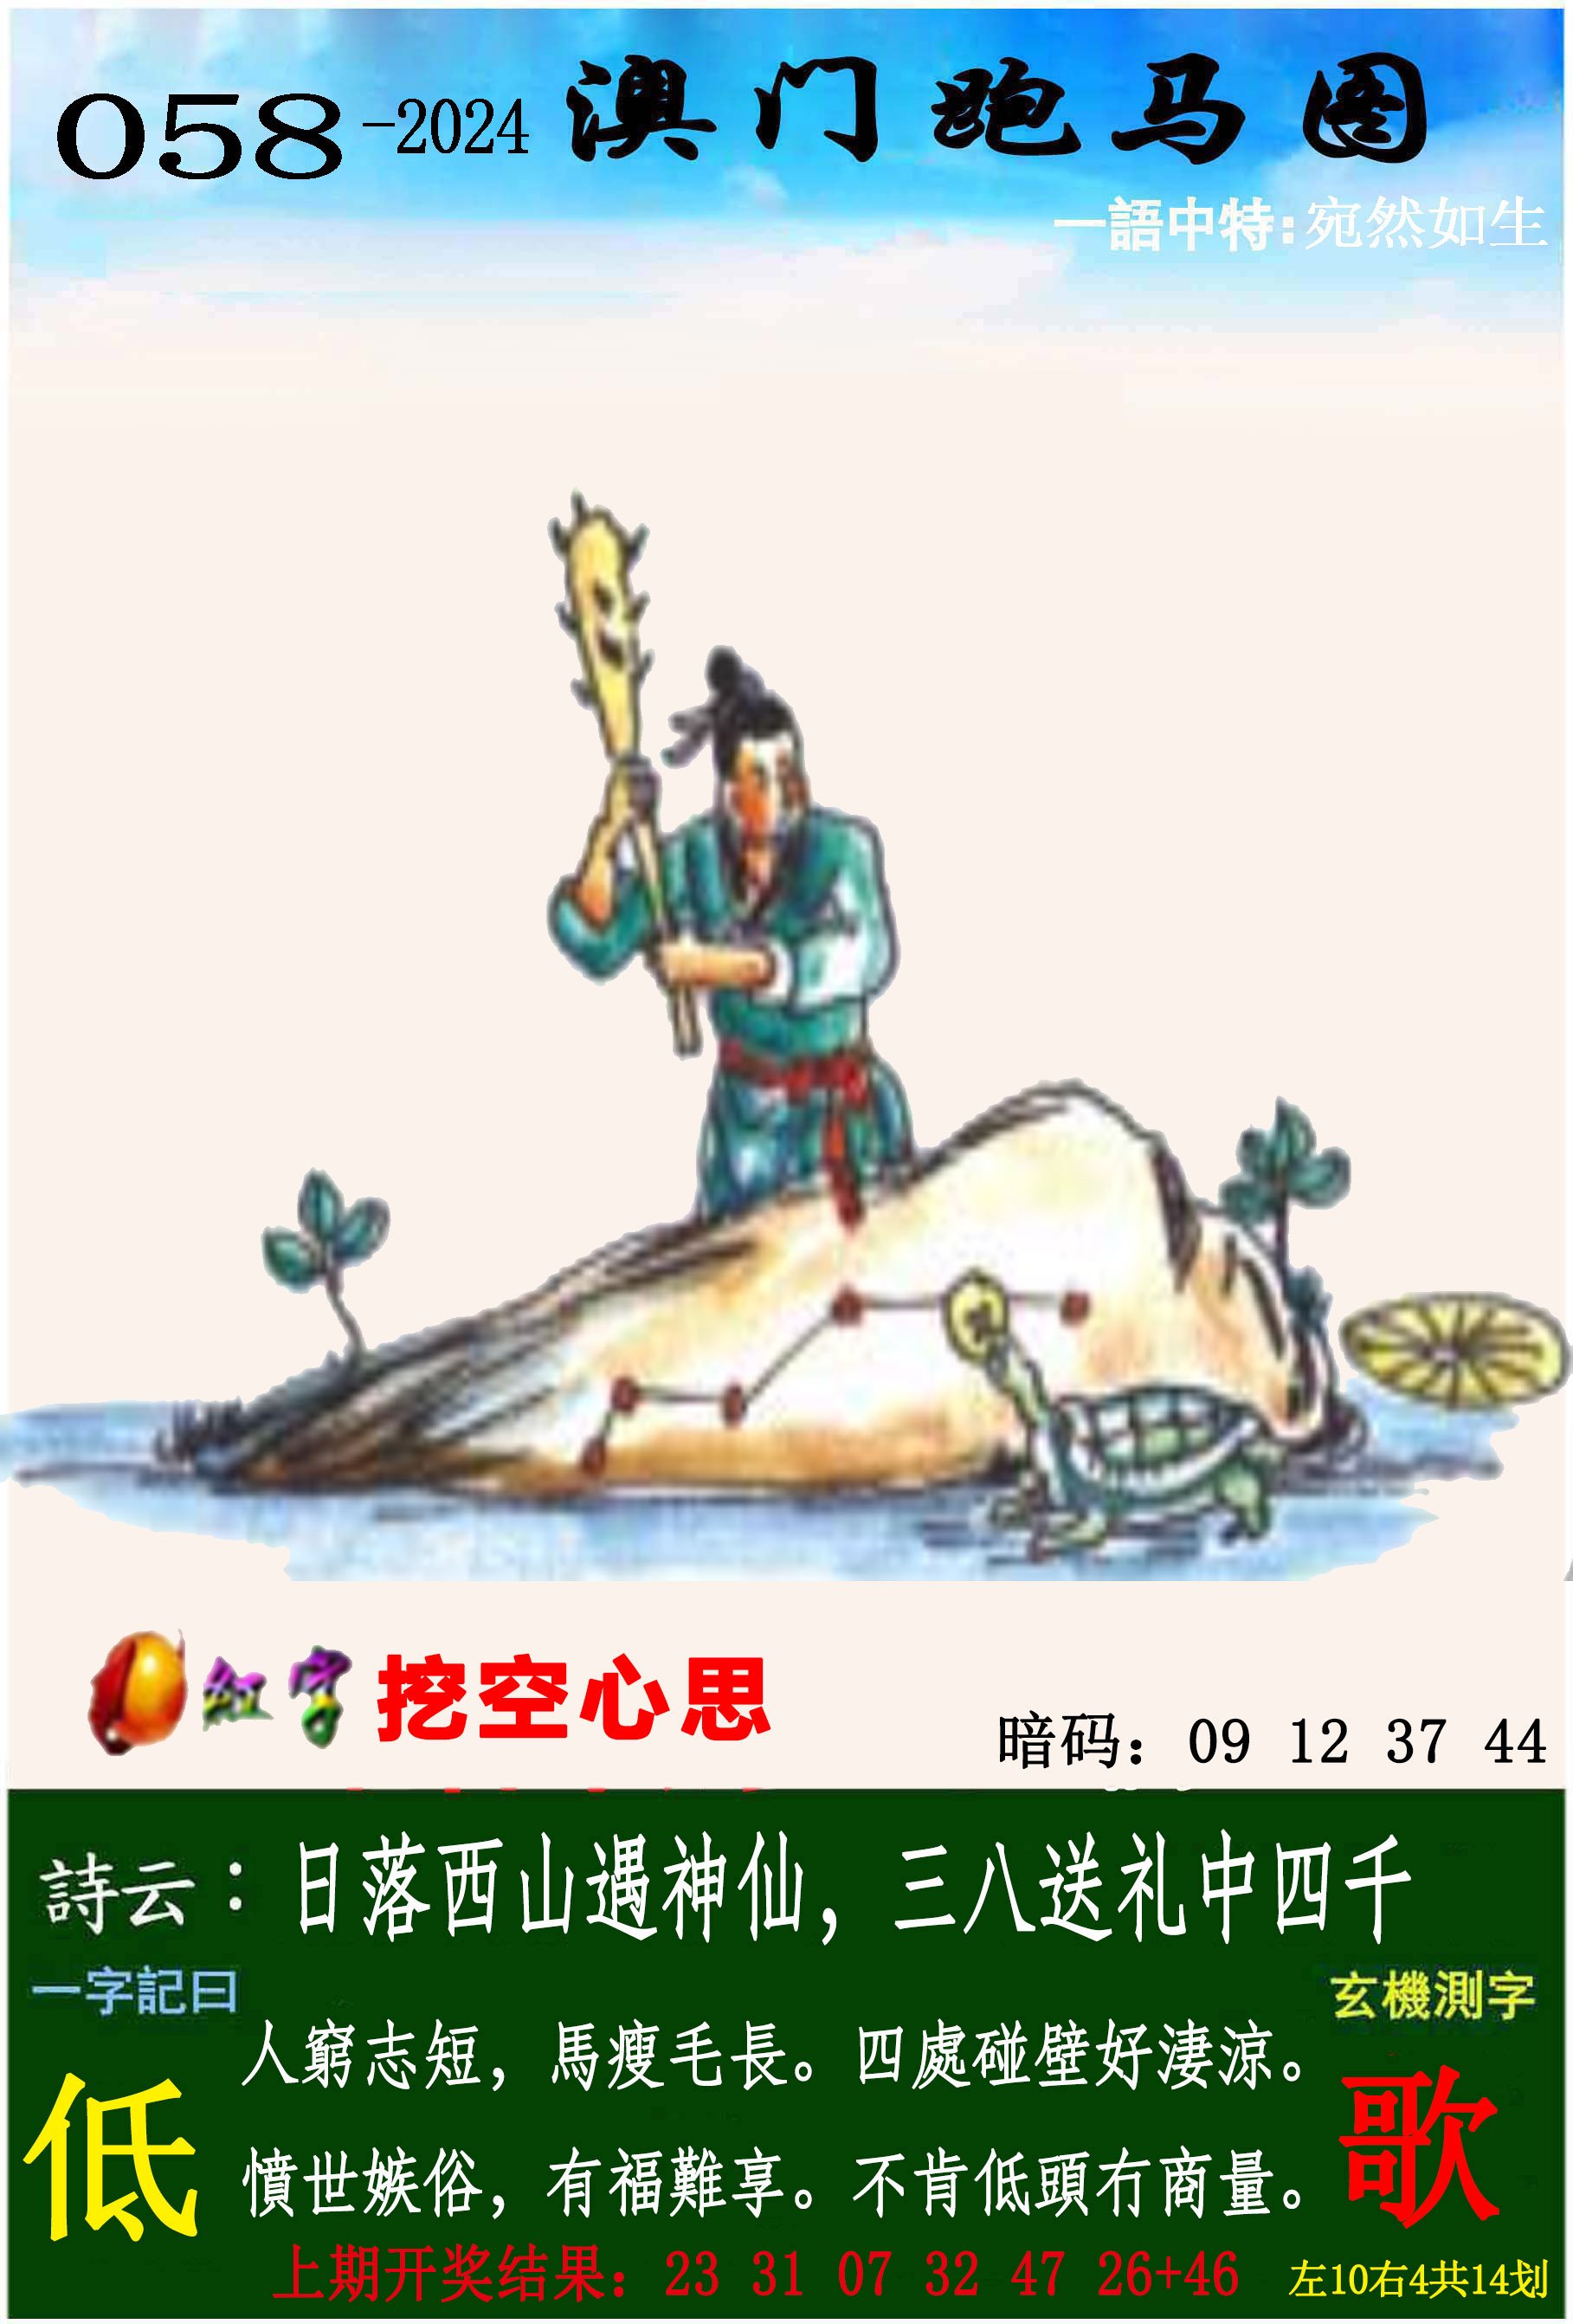 058-2024 澳门跑马图
一語中特:宛然如生
红字 挖空心思
暗码：09 12 37 44
詩云：日落西山遇神仙，三八送礼中四千
一字記曰
玄機測字
人窮志短，馬瘦毛長。四處碰壁好淒涼。
低
歌
憤世嫉俗，有福難享。不肯低頭冇商量。
上期开奖结果：23 31 07 32 47 26+46
左10右4共14划